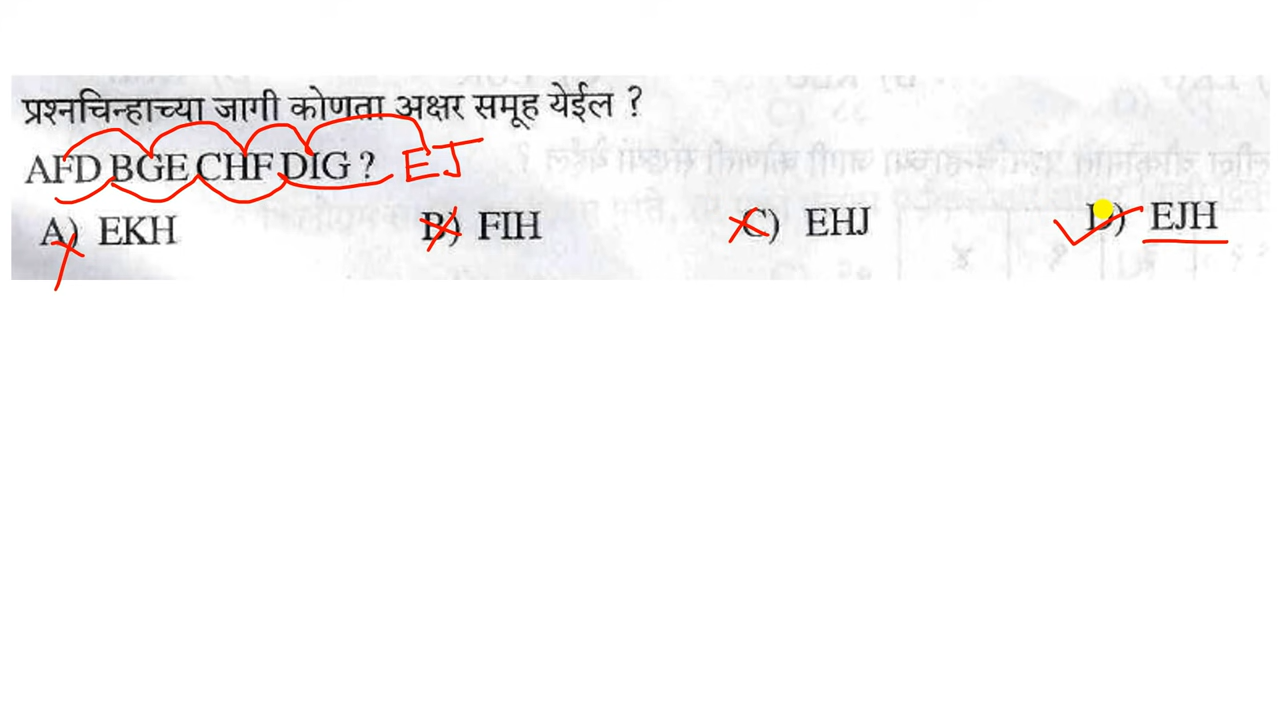 प्रश्नचिन्हाच्या जागी कोणता अक्षर समूह येईल ?
AFD BGE CHF DIG ? EJ
A) EKH B) FIH C) EHJ D) EJH